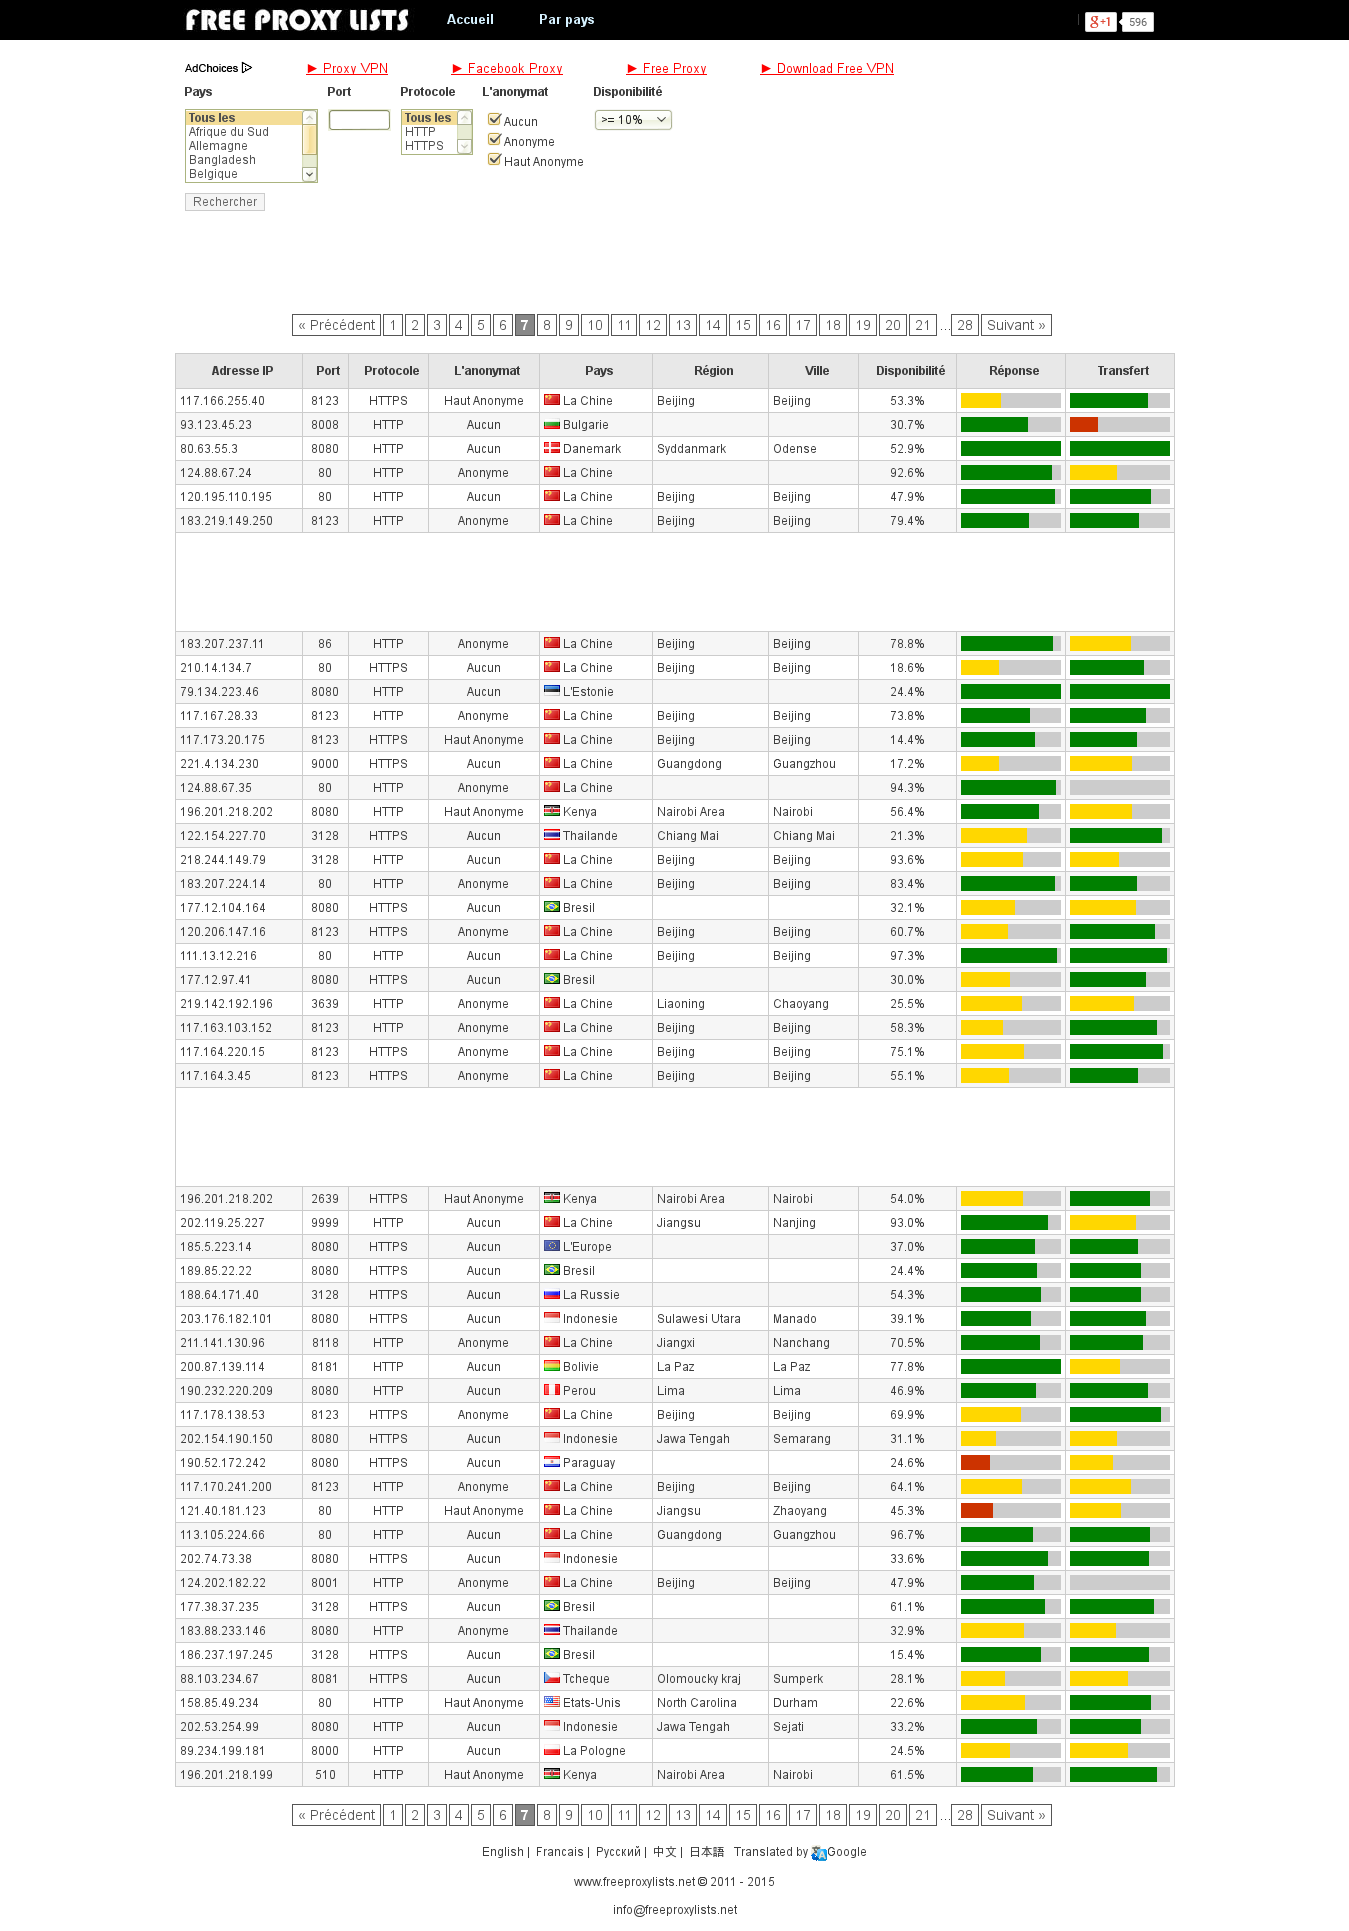 FREE PROXY LISTS Accueil Par pays g+1 596
AdChoices ► Proxy VPN ► Facebook Proxy ► Free Proxy ► Download Free VPN
Pays Port Protocole L'anonymat Disponibilité
Tous les Tous les Aucun >= 10%
Afrique du Sud HTTP Anonyme
Allemagne HTTPS Haut Anonyme
Bangladesh
Belgique
Rechercher
« Précédent 1 2 3 4 5 6 7 8 9 10 11 12 13 14 15 16 17 18 19 20 21 ... 28 Suivant »
Adresse IP Port Protocole L'anonymat Pays Région Ville Disponibilité Réponse Transfert
117.166.255.40 8123 HTTPS Haut Anonyme La Chine Beijing Beijing 53.3%
93.123.45.23 8008 HTTP Aucun Bulgarie 30.7%
80.63.55.3 8080 HTTP Aucun Danemark Syddanmark Odense 52.9%
124.88.67.24 80 HTTP Anonyme La Chine 92.6%
120.195.110.195 80 HTTP Aucun La Chine Beijing Beijing 47.9%
183.219.149.250 8123 HTTP Anonyme La Chine Beijing Beijing 79.4%
183.207.237.11 86 HTTP Anonyme La Chine Beijing Beijing 78.8%
210.14.134.7 80 HTTPS Aucun La Chine Beijing Beijing 18.6%
79.134.223.46 8080 HTTP Aucun L'Estonie 24.4%
117.167.28.33 8123 HTTP Anonyme La Chine Beijing Beijing 73.8%
117.173.20.175 8123 HTTPS Haut Anonyme La Chine Beijing Beijing 14.4%
221.4.134.230 9000 HTTPS Aucun La Chine Guangdong Guangzhou 17.2%
124.88.67.35 80 HTTP Anonyme La Chine 94.3%
196.201.218.202 8080 HTTP Haut Anonyme Kenya Nairobi Area Nairobi 56.4%
122.154.227.70 3128 HTTPS Aucun Thailande Chiang Mai Chiang Mai 21.3%
218.244.149.79 3128 HTTP Aucun La Chine Beijing Beijing 93.6%
183.207.224.14 80 HTTP Anonyme La Chine Beijing Beijing 83.4%
177.12.104.164 8080 HTTPS Aucun Bresil 32.1%
120.206.147.16 8123 HTTPS Anonyme La Chine Beijing Beijing 60.7%
111.13.12.216 80 HTTP Aucun La Chine Beijing Beijing 97.3%
177.12.97.41 8080 HTTPS Aucun Bresil 30.0%
219.142.192.196 3639 HTTP Anonyme La Chine Liaoning Chaoyang 25.5%
117.163.103.152 8123 HTTP Anonyme La Chine Beijing Beijing 58.3%
117.164.220.15 8123 HTTPS Anonyme La Chine Beijing Beijing 75.1%
117.164.3.45 8123 HTTPS Anonyme La Chine Beijing Beijing 55.1%
196.201.218.202 2639 HTTPS Haut Anonyme Kenya Nairobi Area Nairobi 54.0%
202.119.25.227 9999 HTTP Aucun La Chine Jiangsu Nanjing 93.0%
185.5.223.14 8080 HTTPS Aucun L'Europe 37.0%
189.85.22.22 8080 HTTPS Aucun Bresil 24.4%
188.64.171.40 3128 HTTPS Aucun La Russie 54.3%
203.176.182.101 8080 HTTPS Aucun Indonesie Sulawesi Utara Manado 39.1%
211.141.130.96 8118 HTTP Anonyme La Chine Jiangxi Nanchang 70.5%
200.87.139.114 8181 HTTP Aucun Bolivie La Paz La Paz 77.8%
190.232.220.209 8080 HTTP Aucun Perou Lima Lima 46.9%
117.178.138.53 8123 HTTPS Anonyme La Chine Beijing Beijing 69.9%
202.154.190.150 8080 HTTPS Aucun Indonesie Jawa Tengah Semarang 31.1%
190.52.172.242 8080 HTTPS Aucun Paraguay 24.6%
117.170.241.200 8123 HTTP Anonyme La Chine Beijing Beijing 64.1%
121.40.181.123 80 HTTP Haut Anonyme La Chine Jiangsu Zhaoyang 45.3%
113.105.224.66 80 HTTP Aucun La Chine Guangdong Guangzhou 96.7%
202.74.73.38 8080 HTTPS Aucun Indonesie 33.6%
124.202.182.22 8001 HTTP Anonyme La Chine Beijing Beijing 47.9%
177.38.37.235 3128 HTTPS Aucun Bresil 61.1%
183.88.233.146 8080 HTTP Anonyme Thailande 32.9%
186.237.197.245 3128 HTTP Aucun Bresil 15.4%
88.103.234.67 8081 HTTPS Aucun Tcheque Olomoucky kraj Sumperk 28.1%
158.85.49.234 80 HTTP Haut Anonyme Etats-Unis North Carolina Durham 22.6%
202.53.254.99 8080 HTTP Aucun Indonesie Jawa Tengah Sejati 33.2%
89.234.199.181 8000 HTTP Aucun La Pologne 24.5%
196.201.218.199 510 HTTP Haut Anonyme Kenya Nairobi Area Nairobi 61.5%
« Précédent 1 2 3 4 5 6 7 8 9 10 11 12 13 14 15 16 17 18 19 20 21 ... 28 Suivant »
English | Francais | Русский | 中文 | 日本語 Translated by Google
www.freeproxylists.net © 2011 - 2015
info@freeproxylists.net